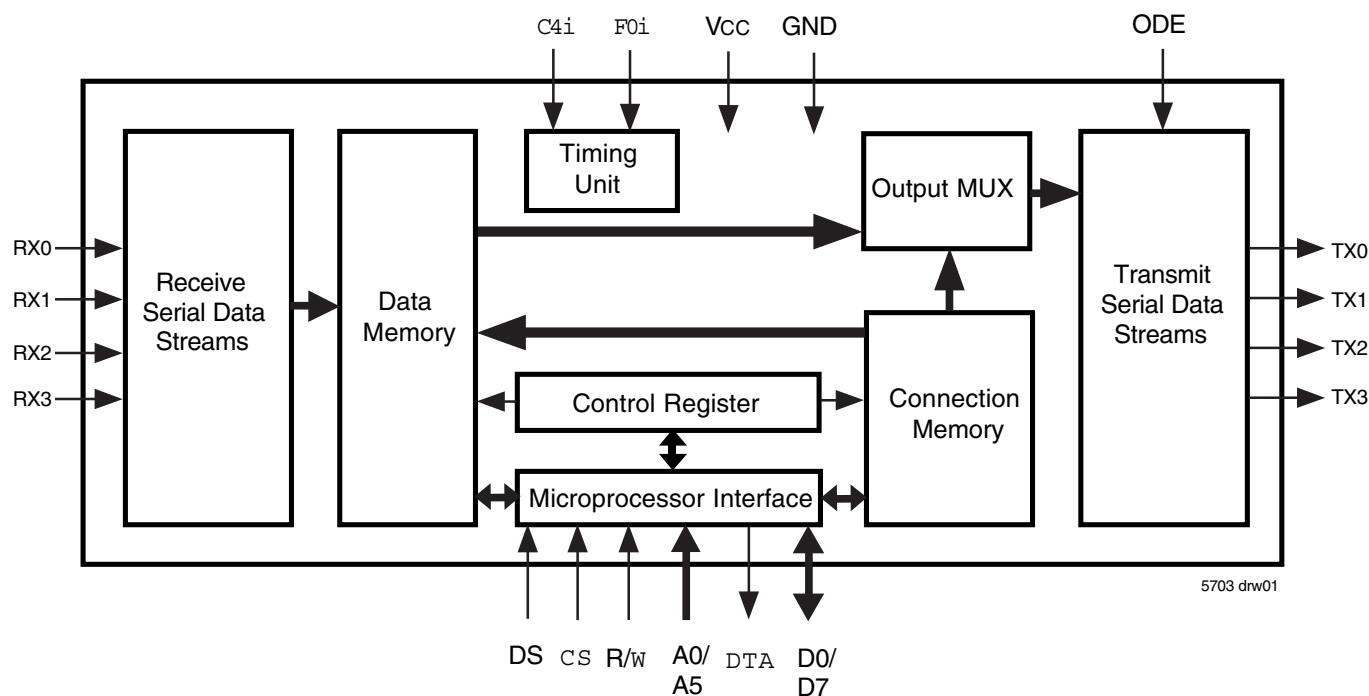 C4i F0i VCC GND ODE
Timing
Unit
Output MUX
RX0
RX1
RX2
RX3
Receive
Serial Data
Streams
Data
Memory
Transmit
Serial Data
Streams
TX0
TX1
TX2
TX3
Control Register
Connection
Memory
Microprocessor Interface
5703 drw01
DS CS R/W A0/ DTA D0/
A5 D7